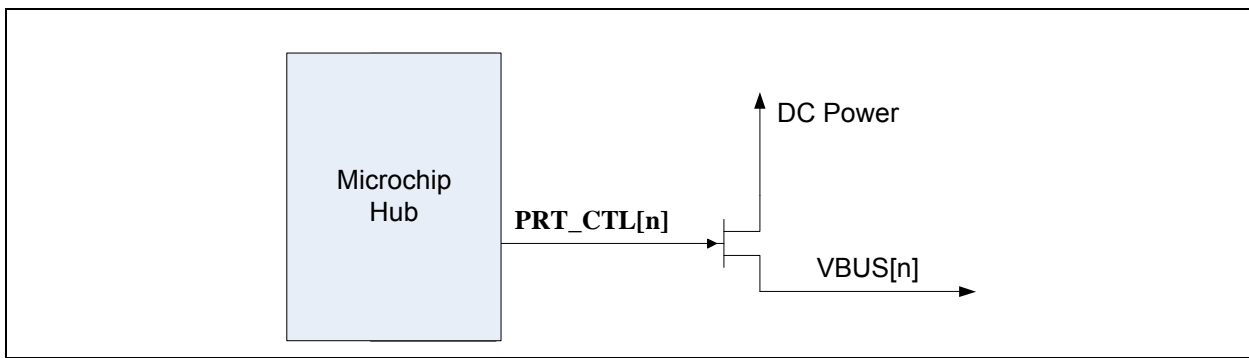 Microchip
Hub
PRT_CTL[n]
DC Power
VBUS[n]